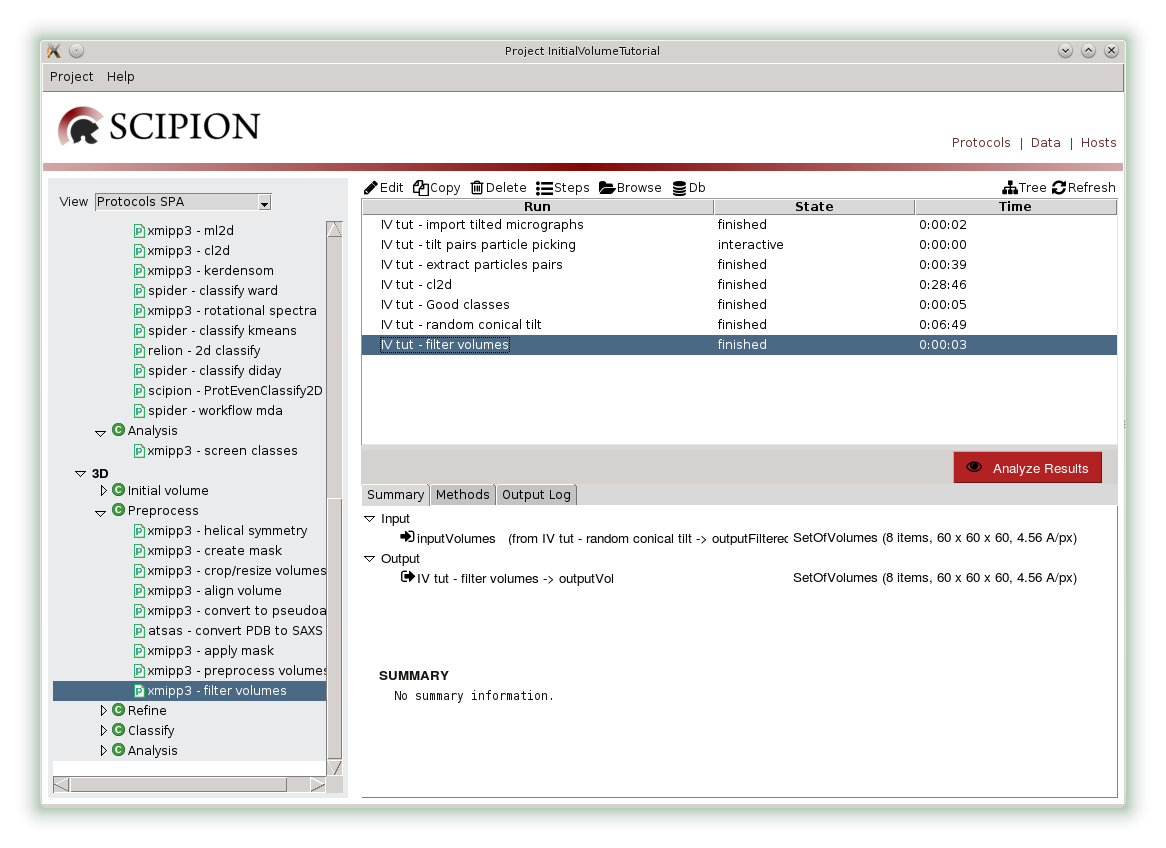 Project InitialVolumeTutorial
Project Help
SCIPION
Protocols | Data | Hosts
View Protocols SPA
xmipp3 - ml2d
xmipp3 - cl2d
xmipp3 - kerdensom
spider - classify ward
xmipp3 - rotational spectra
spider - classify kmeans
relion - 2d classify
spider - classify diday
scipion - ProtEvenClassify2D
spider - workflow mda
Analysis
xmipp3 - screen classes
3D
Initial volume
Preprocess
xmipp3 - helical symmetry
xmipp3 - create mask
xmipp3 - crop/resize volumes
xmipp3 - align volume
xmipp3 - convert to pseudoa
atsas - convert PDB to SAXS
xmipp3 - apply mask
xmipp3 - preprocess volumes
xmipp3 - filter volumes
Refine
Classify
Analysis
Edit Copy Delete Steps Browse Db Tree Refresh
Run State Time
IV tut - import tilted micrographs finished 0:00:02
IV tut - tilt pairs particle picking interactive 0:00:00
IV tut - extract particles pairs finished 0:00:39
IV tut - cl2d finished 0:28:46
IV tut - Good classes finished 0:00:05
IV tut - random conical tilt finished 0:06:49
IV tut - filter volumes finished 0:00:03
Analyze Results
Summary Methods Output Log
Input
inputVolumes (from IV tut - random conical tilt -> outputFiltered SetOfVolumes (8 items, 60 x 60 x 60, 4.56 A/px)
Output
IV tut - filter volumes -> outputVol SetOfVolumes (8 items, 60 x 60 x 60, 4.56 A/px)
SUMMARY
No summary information.